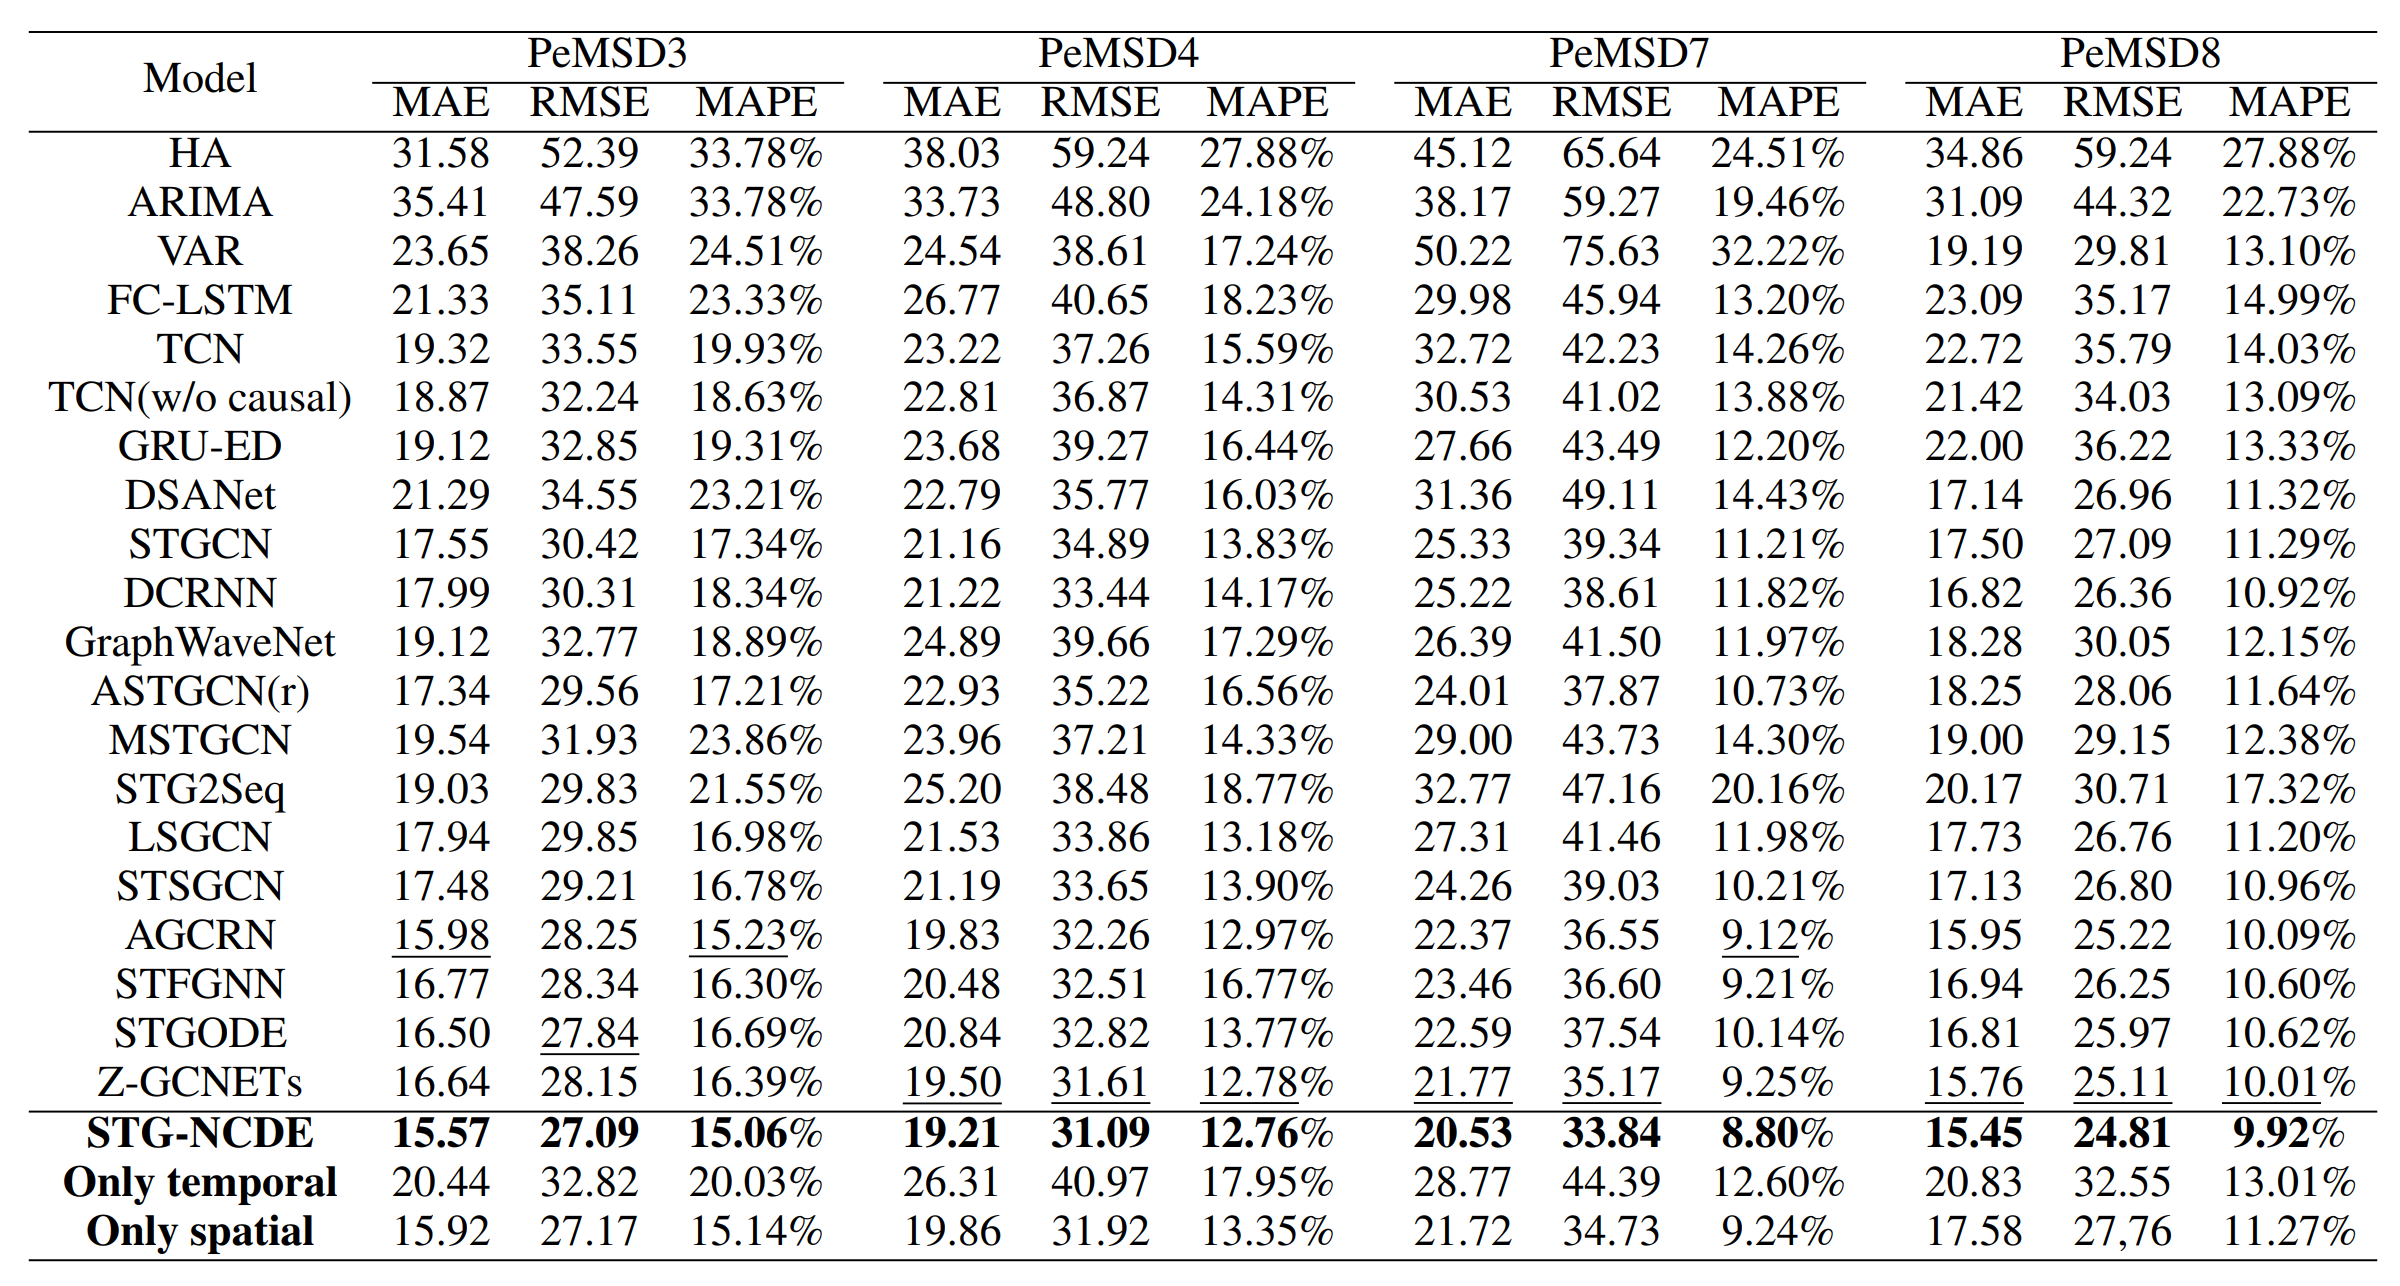 Model PeMSD3 PeMSD4 PeMSD7 PeMSD8
MAE RMSE MAPE MAE RMSE MAPE MAE RMSE MAPE MAE RMSE MAPE
HA 31.58 52.39 33.78% 38.03 59.24 27.88% 45.12 65.64 24.51% 34.86 59.24 27.88%
ARIMA 35.41 47.59 33.78% 33.73 48.80 24.18% 38.17 59.27 19.46% 31.09 44.32 22.73%
VAR 23.65 38.26 24.51% 24.54 38.61 17.24% 50.22 75.63 32.22% 19.19 29.81 13.10%
FC-LSTM 21.33 35.11 23.33% 26.77 40.65 18.23% 29.98 45.94 13.20% 23.09 35.17 14.99%
TCN 19.32 33.55 19.93% 23.22 37.26 15.59% 32.72 42.23 14.26% 22.72 35.79 14.03%
TCN(w/o causal) 18.87 32.24 18.63% 22.81 36.87 14.31% 30.53 41.02 13.88% 21.42 34.03 13.09%
GRU-ED 19.12 32.85 19.31% 23.68 39.27 16.44% 27.66 43.49 12.20% 22.00 36.22 13.33%
DSANet 21.29 34.55 23.21% 22.79 35.77 16.03% 31.36 49.11 14.43% 17.14 26.96 11.32%
STGCN 17.55 30.42 17.34% 21.16 34.89 13.83% 25.33 39.34 11.21% 17.50 27.09 11.29%
DCRNN 17.99 30.31 18.34% 21.22 33.44 14.17% 25.22 38.61 11.82% 16.82 26.36 10.92%
GraphWaveNet 19.12 32.77 18.89% 24.89 39.66 17.29% 26.39 41.50 11.97% 18.28 30.05 12.15%
ASTGCN(r) 17.34 29.56 17.21% 22.93 35.22 16.56% 24.01 37.87 10.73% 18.25 28.06 11.64%
MSTGCN 19.54 31.93 23.86% 23.96 37.21 14.33% 29.00 43.73 14.30% 19.00 29.15 12.38%
STG2Seq 19.03 29.83 21.55% 25.20 38.48 18.77% 32.77 47.16 20.16% 20.17 30.71 17.32%
LSGCN 17.94 29.85 16.98% 21.53 33.86 13.18% 27.31 41.46 11.98% 17.73 26.76 11.20%
STSGCN 17.48 29.21 16.78% 21.19 33.65 13.90% 24.26 39.03 10.21% 17.13 26.80 10.96%
AGCRN 15.98 28.25 15.23% 19.83 32.26 12.97% 22.37 36.55 9.12% 15.95 25.22 10.09%
STFGNN 16.77 28.34 16.30% 20.48 32.51 16.77% 23.46 36.60 9.21% 16.94 26.25 10.60%
STGODE 16.50 27.84 16.69% 20.84 32.82 13.77% 22.59 37.54 10.14% 16.81 25.97 10.62%
Z-GCNETs 16.64 28.15 16.39% 19.50 31.61 12.78% 21.77 35.17 9.25% 15.76 25.11 10.01%
STG-NCDE 15.57 27.09 15.06% 19.21 31.09 12.76% 20.53 33.84 8.80% 15.45 24.81 9.92%
Only temporal 20.44 32.82 20.03% 26.31 40.97 17.95% 28.77 44.39 12.60% 20.83 32.55 13.01%
Only spatial 15.92 27.17 15.14% 19.86 31.92 13.35% 21.72 34.73 9.24% 17.58 27,76 11.27%